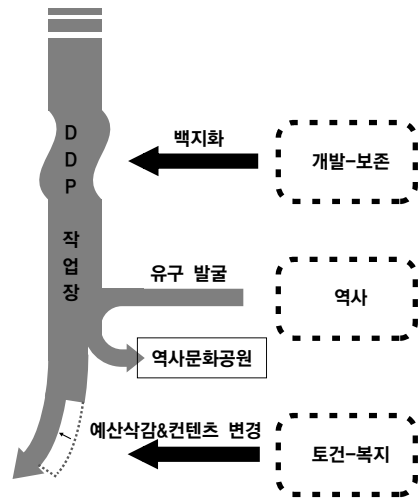 DDP 작업장
백지화
개발-보존
유구 발굴
역사
역사문화공원
예산삭감&컨텐츠 변경
토건-복지